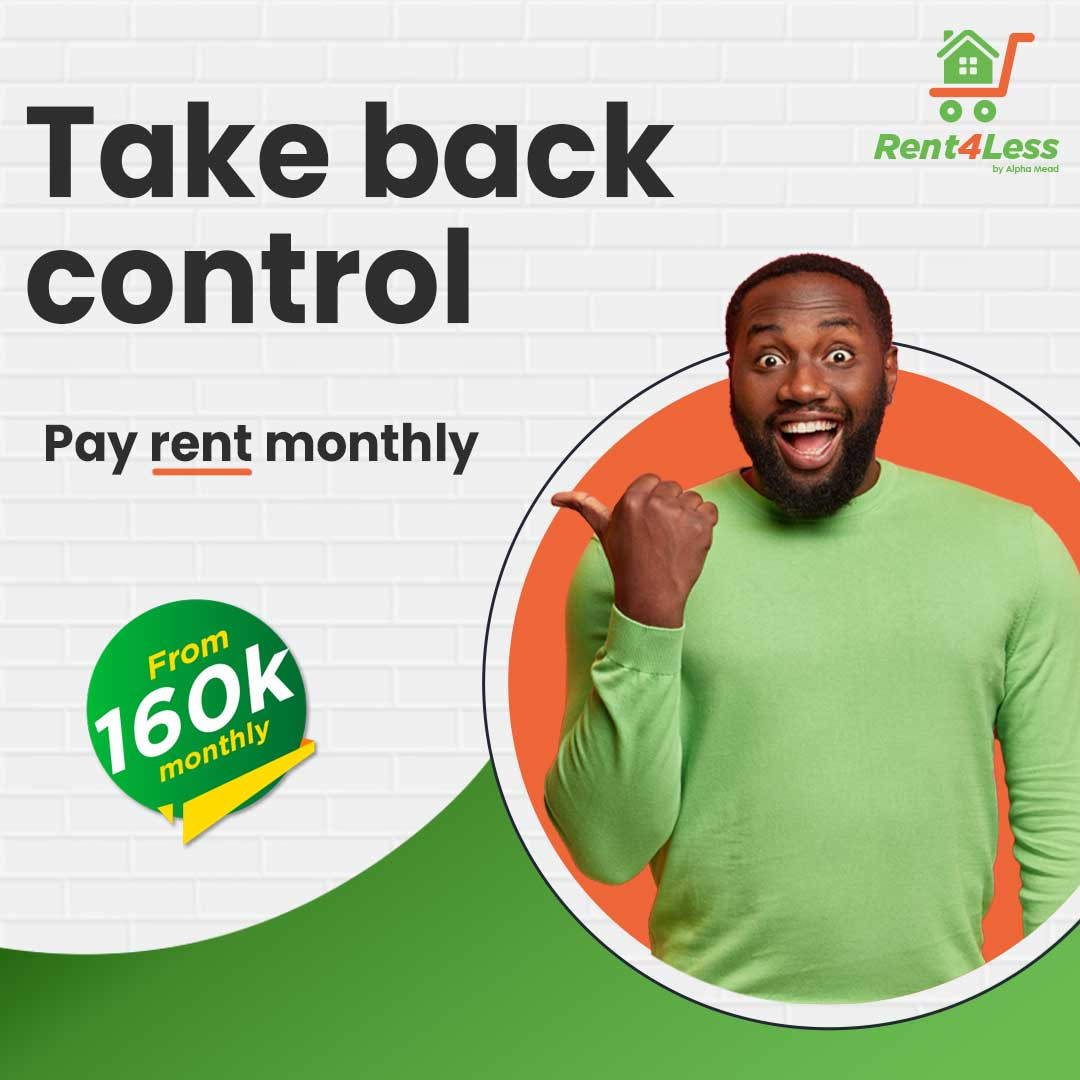 Rent4Less
by Alpha Mead
Take back
control
Pay rent monthly
From
160k
monthly